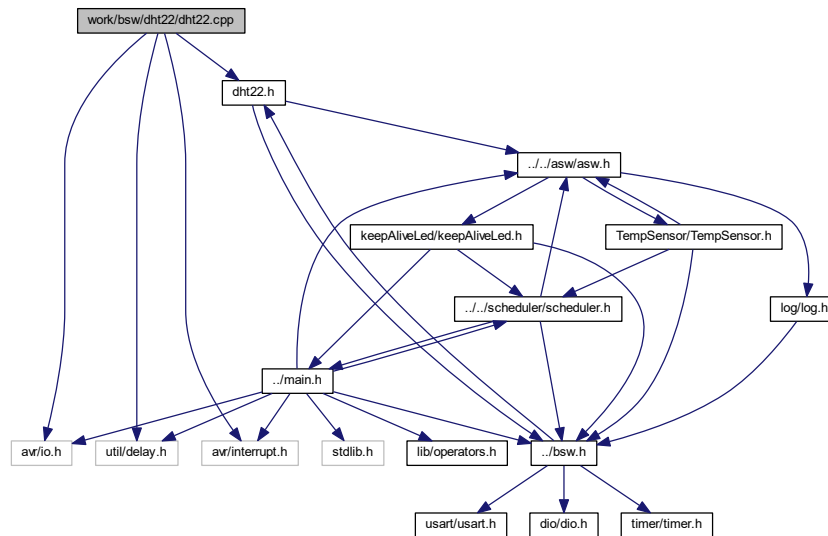 work/bsw/dht22/dht22.cpp
dht22.h
../../asw/asw.h
keepAliveLed/keepAliveLed.h
TempSensor/TempSensor.h
../../scheduler/scheduler.h
log/log.h
../main.h
avr/io.h
util/delay.h
avr/interrupt.h
stdlib.h
lib/operators.h
../bsw.h
usart/usart.h
dio/dio.h
timer/timer.h